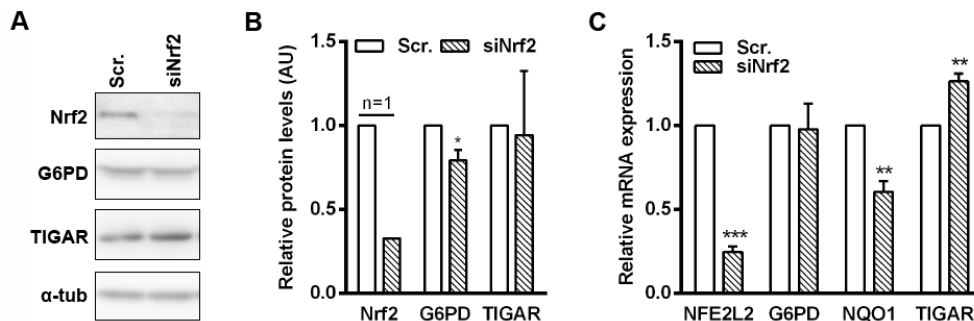 A
Scr.
siNrf2
Nrf2
G6PD
TIGAR
α-tub
B
Scr. siNrf2
Relative protein levels (AU)
1.5
1.0
0.5
0.0
n=1
*
Nrf2 G6PD TIGAR
C
Scr.
siNrf2
Relative mRNA expression
1.5
1.0
0.5
0.0
***
**
**
NFE2L2 G6PD NQO1 TIGAR